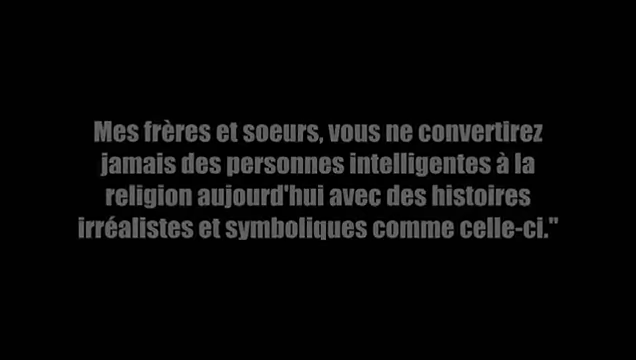 Mes frères et soeurs, vous ne convertirez
jamais des personnes intelligentes à la
religion aujourd'hui avec des histoires
irréalistes et symboliques comme celle-ci."